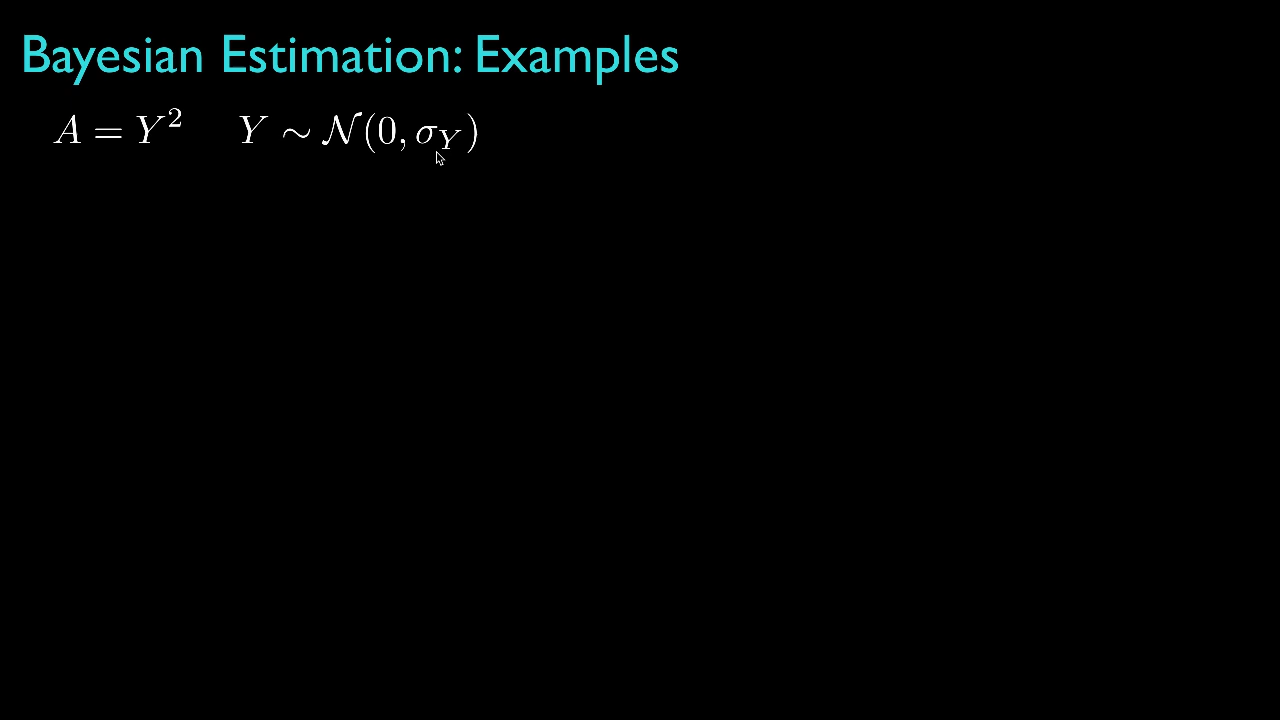 Bayesian Estimation: Examples
A = Y² Y ∼ 𝒩(0, σ_Y)